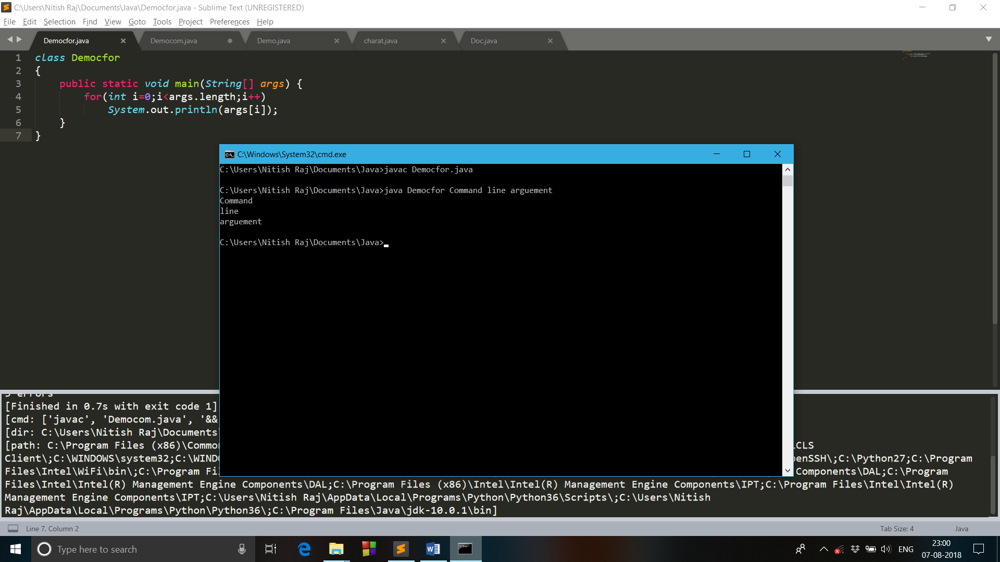 C:\Users\Nitish Raj\Documents\Java\Democfor.java - Sublime Text (UNREGISTERED)
File Edit Selection Find View Goto Tools Project Preferences Help
Democfor.java Democom.java Demo.java charat.java Doc.java
1 class Democfor
2 {
3 public static void main(String[] args) {
4 for(int i=0;i<args.length;i++)
5 System.out.println(args[i]);
6 }
7 }
C:\Windows\System32\cmd.exe
C:\Users\Nitish Raj\Documents\Java>javac Democfor.java
C:\Users\Nitish Raj\Documents\Java>java Democfor Command line arguement
Command
line
arguement
C:\Users\Nitish Raj\Documents\Java>
errors
[Finished in 0.7s with exit code 1]
[cmd: ['javac', 'Democom.java', '&&
[dir: C:\Users\Nitish Raj\Documents
[path: C:\Program Files (x86)\Commo CLS
Client\;C:\WINDOWS\system32;C:\WIND enSSH\;C:\Python27;C:\Program
Files\Intel\WiFi\bin\;C:\Program Fi Components\DAL;C:\Program
Files\Intel\Intel(R) Management Engine Components\DAL;C:\Program Files (x86)\Intel\Intel(R) Management Engine Components\IPT;C:\Program Files\Intel\Intel(R)
Management Engine Components\IPT;C:\Users\Nitish Raj\AppData\Local\Programs\Python\Python36\Scripts\;C:\Users\Nitish
Raj\AppData\Local\Programs\Python\Python36\;C:\Program Files\Java\jdk-10.0.1\bin]
Line 7, Column 2 Tab Size: 4 Java
Type here to search ENG 23:00
07-08-2018